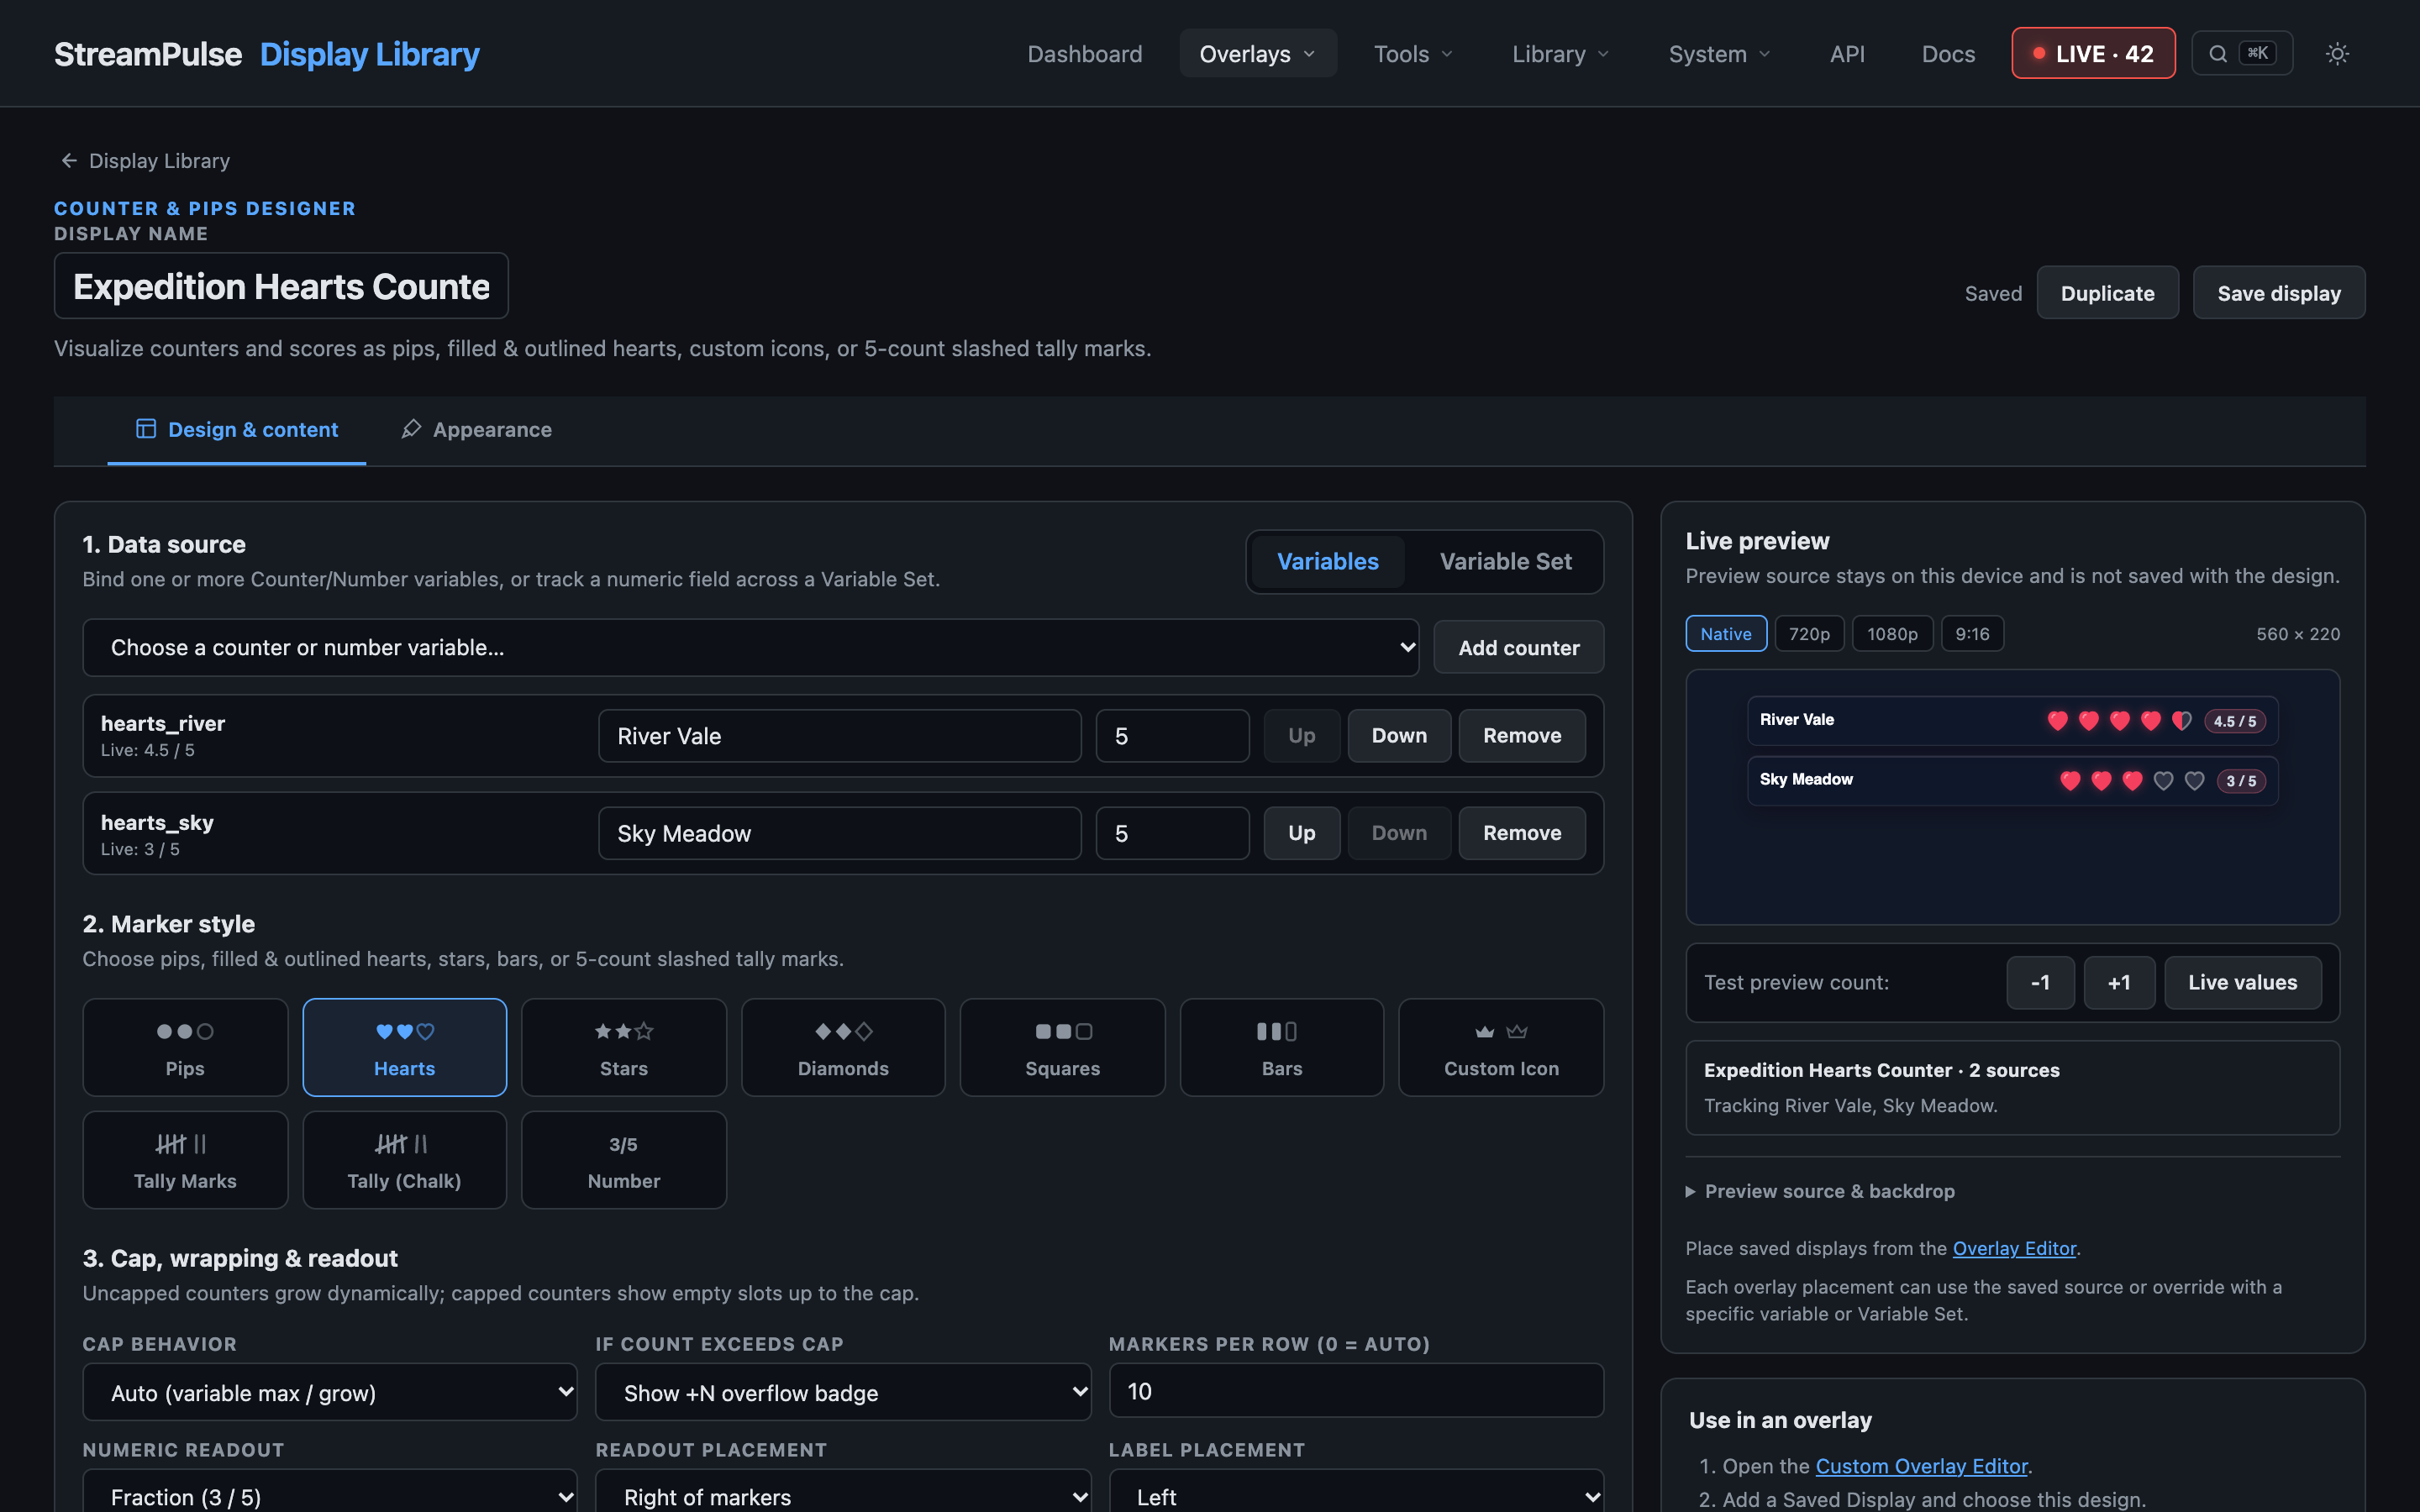 StreamPulse Display Library
Dashboard Overlays Tools Library System API Docs LIVE · 42 ⌘K
Display Library
COUNTER & PIPS DESIGNER
DISPLAY NAME
Expedition Hearts Counte
Saved Duplicate Save display
Visualize counters and scores as pips, filled & outlined hearts, custom icons, or 5-count slashed tally marks.
Design & content Appearance
1. Data source
Bind one or more Counter/Number variables, or track a numeric field across a Variable Set.
Variables Variable Set
Choose a counter or number variable... Add counter
hearts_river
Live: 4.5 / 5
River Vale 5 Up Down Remove
hearts_sky
Live: 3 / 5
Sky Meadow 5 Up Down Remove
2. Marker style
Choose pips, filled & outlined hearts, stars, bars, or 5-count slashed tally marks.
Pips Hearts Stars Diamonds Squares Bars Custom Icon
3/5
Tally Marks Tally (Chalk) Number
3. Cap, wrapping & readout
Uncapped counters grow dynamically; capped counters show empty slots up to the cap.
CAP BEHAVIOR IF COUNT EXCEEDS CAP MARKERS PER ROW (0 = AUTO)
Auto (variable max / grow) Show +N overflow badge 10
NUMERIC READOUT READOUT PLACEMENT LABEL PLACEMENT
Fraction (3 / 5) Right of markers Left
Live preview
Preview source stays on this device and is not saved with the design.
Native 720p 1080p 9:16 560 × 220
River Vale 4.5 / 5
Sky Meadow 3 / 5
Test preview count: -1 +1 Live values
Expedition Hearts Counter · 2 sources
Tracking River Vale, Sky Meadow.
Preview source & backdrop
Place saved displays from the Overlay Editor.
Each overlay placement can use the saved source or override with a
specific variable or Variable Set.
Use in an overlay
1. Open the Custom Overlay Editor.
2. Add a Saved Display and choose this design.